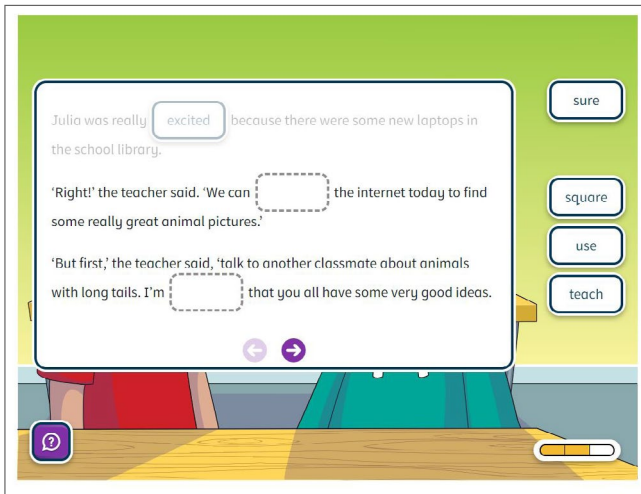 Julia was really excited because there were some new laptops in
the school library.
'Right!' the teacher said. 'We can the internet today to find
some really great animal pictures.'
'But first,' the teacher said, 'talk to another classmate about animals
with long tails. I'm that you all have some very good ideas.
sure
square
use
teach